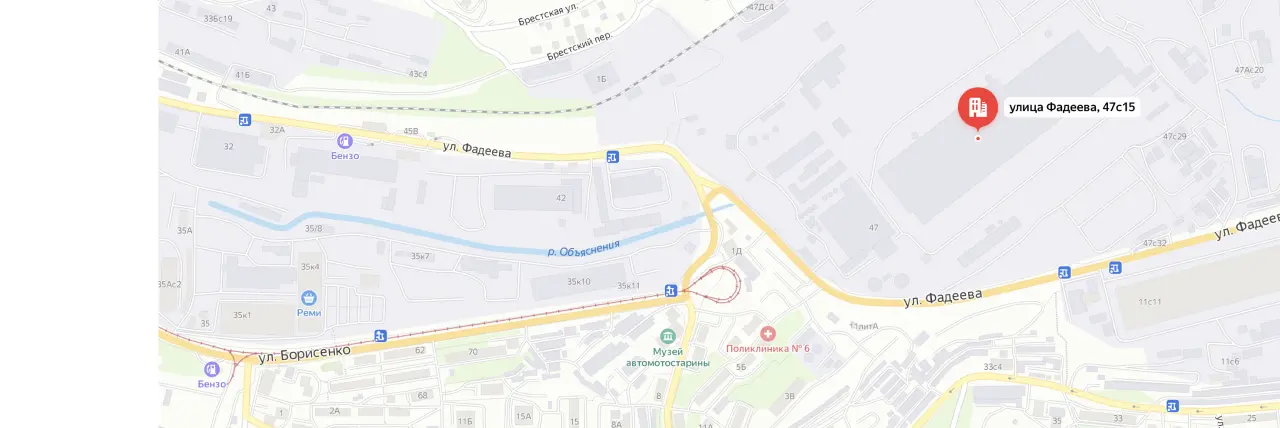 33Бс19
Брестская ул.
47Дс4
41А
41Б
43с4
1Б
Брестский пер.
47Ас20
улица Фадеева, 47с15
32А
45В
32
Бензо
ул. Фадеева
47с29
42
35А
35/8
р. Объяснения
35к7
1Д
47
47с32
ул. Фадеева
35к4
35Ас2
35к10
35к11
Реми
35
35к1
ул. Фадеева
11с11
11литА
ул. Борисенко
62
70
Музей
автомотостарины
Поликлиника № 6
Бензо
5Б
33с4
11с6
1
2А
68
11Б
15А
15
8
3В
33
25
ул.